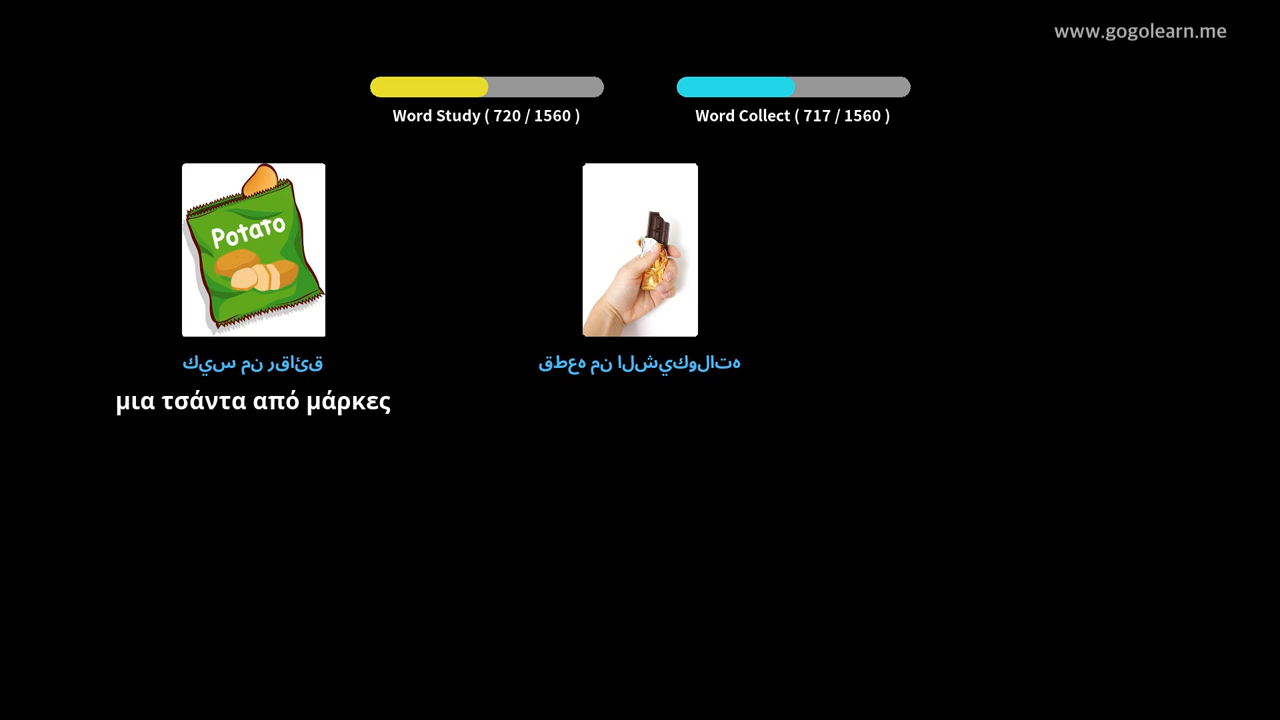 www.gogolearn.me
Word Study ( 720 / 1560 )
Word Collect ( 717 / 1560 )
Potato
كيس من رقائق
قطعه من الشيكولاته
μια τσάντα από μάρκες